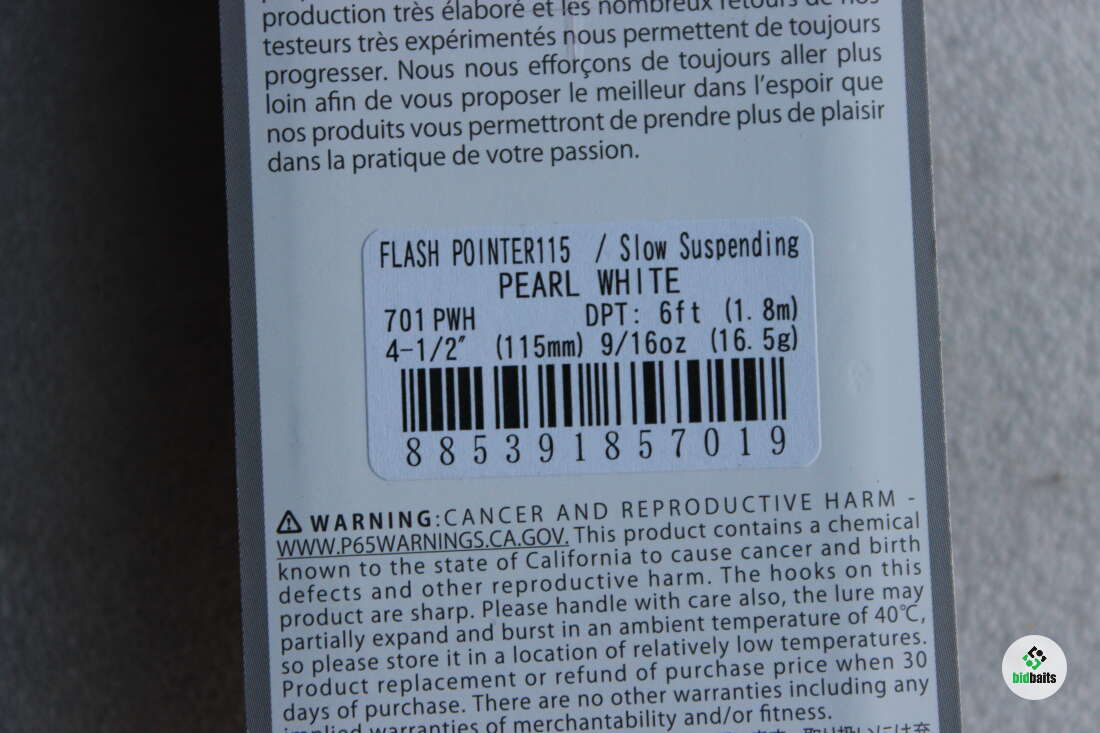 production très élaboré et les nombreux retours de nos
testeurs très expérimentés nous permettent de toujours
progresser. Nous nous efforçons de toujours aller plus
loin afin de vous proposer le meilleur dans l'espoir que
nos produits vous permettront de prendre plus de plaisir
dans la pratique de votre passion.
FLASH POINTER115 / Slow Suspending
PEARL WHITE
701 PWH DPT: 6ft (1.8m)
4-1/2″ (115mm) 9/16oz (16.5g)
885391857019
⚠ WARNING:CANCER AND REPRODUCTIVE HARM -
WWW.P65WARNINGS.CA.GOV. This product contains a chemical
known to the state of California to cause cancer and birth
defects and other reproductive harm. The hooks on this
product are sharp. Please handle with care also, the lure may
partially expand and burst in an ambient temperature of 40℃,
so please store it in a location of relatively low temperatures.
Product replacement or refund of purchase price when 30
days of purchase. There are no other warranties including any
implied warranties of merchantability and/or fitness.
bidbaits